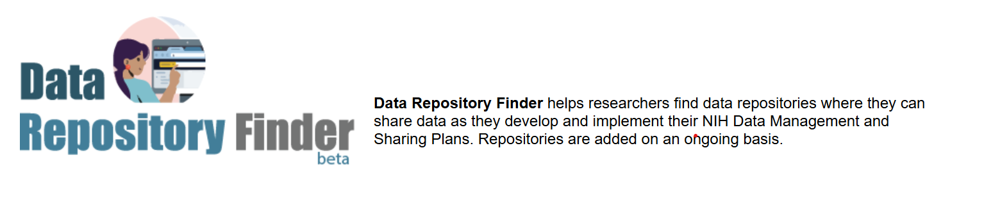 Data
Repository Finder
beta
Data Repository Finder helps researchers find data repositories where they can
share data as they develop and implement their NIH Data Management and
Sharing Plans. Repositories are added on an ongoing basis.